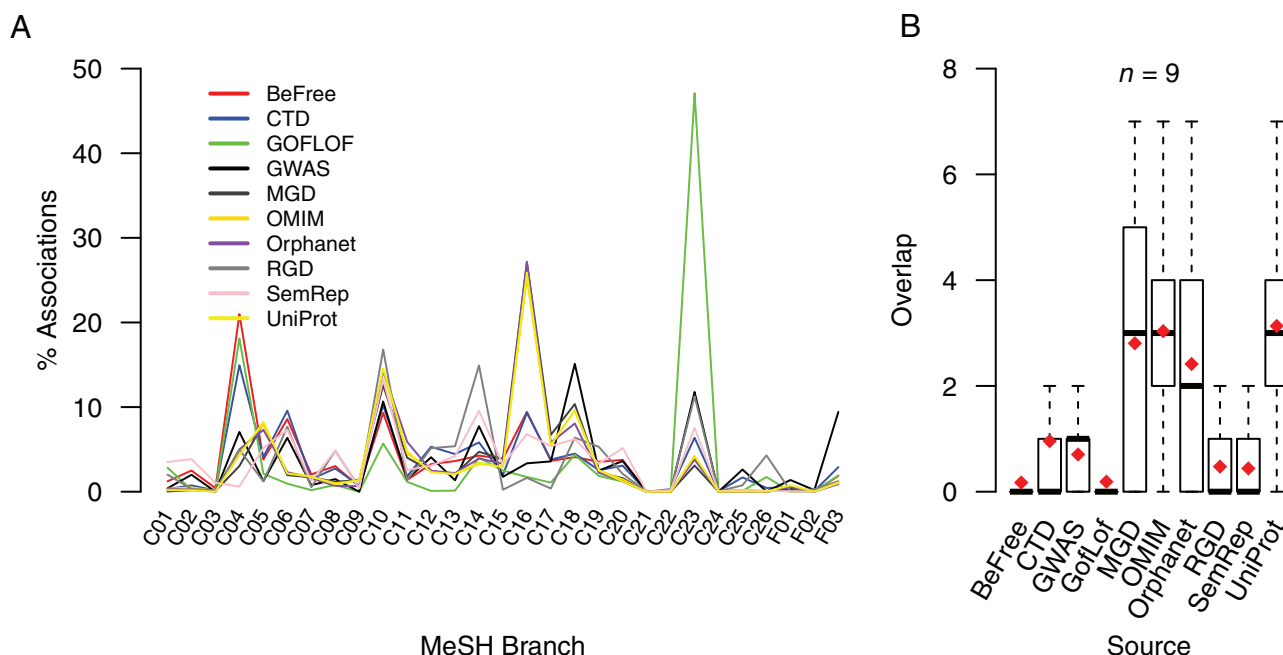 A
50
40
30
20
10
0
% Associations
BeFree
CTD
GOFLOF
GWAS
MGD
OMIM
Orphanet
RGD
SemRep
UniProt
C01
C02
C03
C04
C05
C06
C07
C08
C09
C10
C11
C12
C13
C14
C15
C16
C17
C18
C19
C20
C21
C22
C23
C24
C25
C26
F01
F02
F03
MeSH Branch
B
n = 9
8
6
4
2
0
Overlap
BeFree
CTD
GWAS
GofLof
MGD
OMIM
Orphanet
RGD
SemRep
UniProt
Source